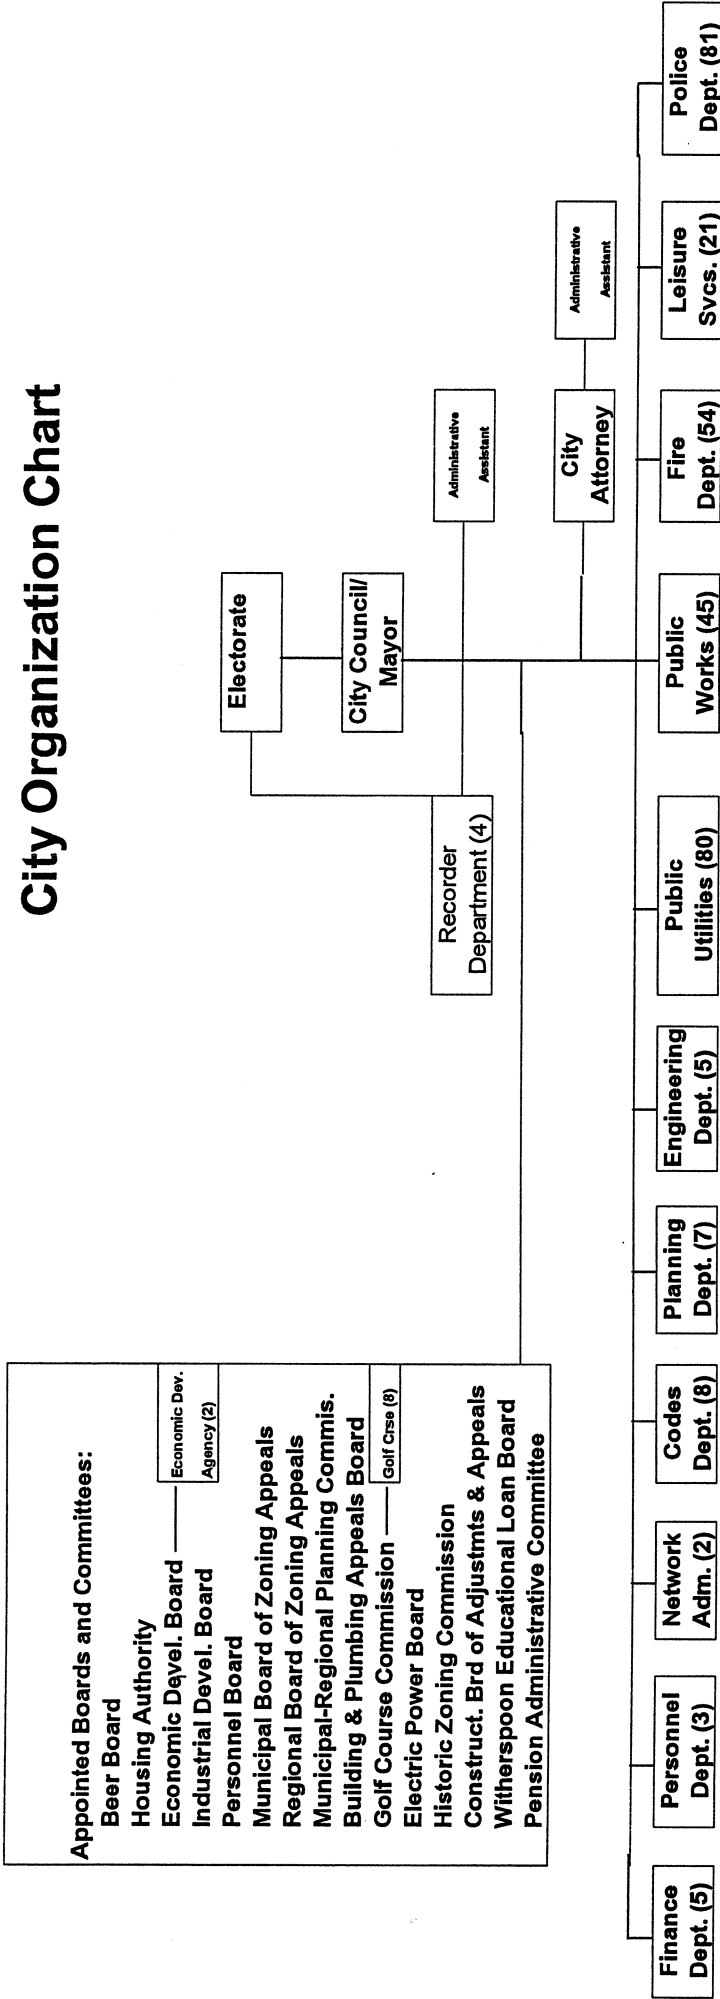 City Organization Chart
Electorate
City Council/
Mayor
Recorder
Department (4)
Administrative
Assistant
City
Attorney
Administrative
Assistant
Appointed Boards and Committees:
Beer Board
Housing Authority
Economic Devel. Board
Economic Dev.
Agency (2)
Industrial Devel. Board
Personnel Board
Municipal Board of Zoning Appeals
Regional Board of Zoning Appeals
Municipal-Regional Planning Commis.
Building & Plumbing Appeals Board
Golf Course Commission
Golf Crse (8)
Electric Power Board
Historic Zoning Commission
Construct. Brd of Adjustmts & Appeals
Witherspoon Educational Loan Board
Pension Administrative Committee
Finance
Dept. (5)
Personnel
Dept. (3)
Network
Adm. (2)
Codes
Dept. (8)
Planning
Dept. (7)
Engineering
Dept. (5)
Public
Utilities (80)
Public
Works (45)
Fire
Dept. (54)
Leisure
Svcs. (21)
Police
Dept. (81)